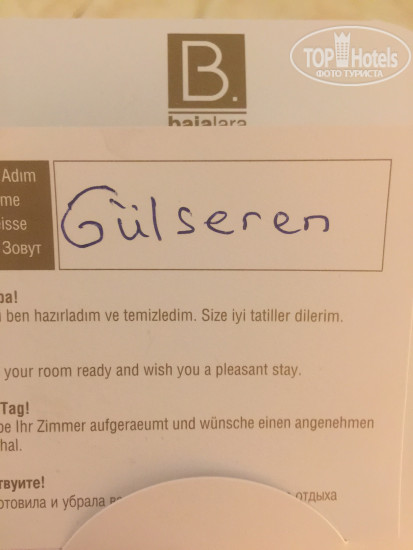 B.
baialara
TOP Hotels
ФОТО ТУРИСТА
Adım
me
isse
Зовут
Gülseren
ba!
ben hazırladım ve temizledim. Size iyi tatiller dilerim.
your room ready and wish you a pleasant stay.
Tag!
be Ihr Zimmer aufgeraeumt und wünsche einen angenehmen
hal.
твуите!
отовила и убрала
отдыха